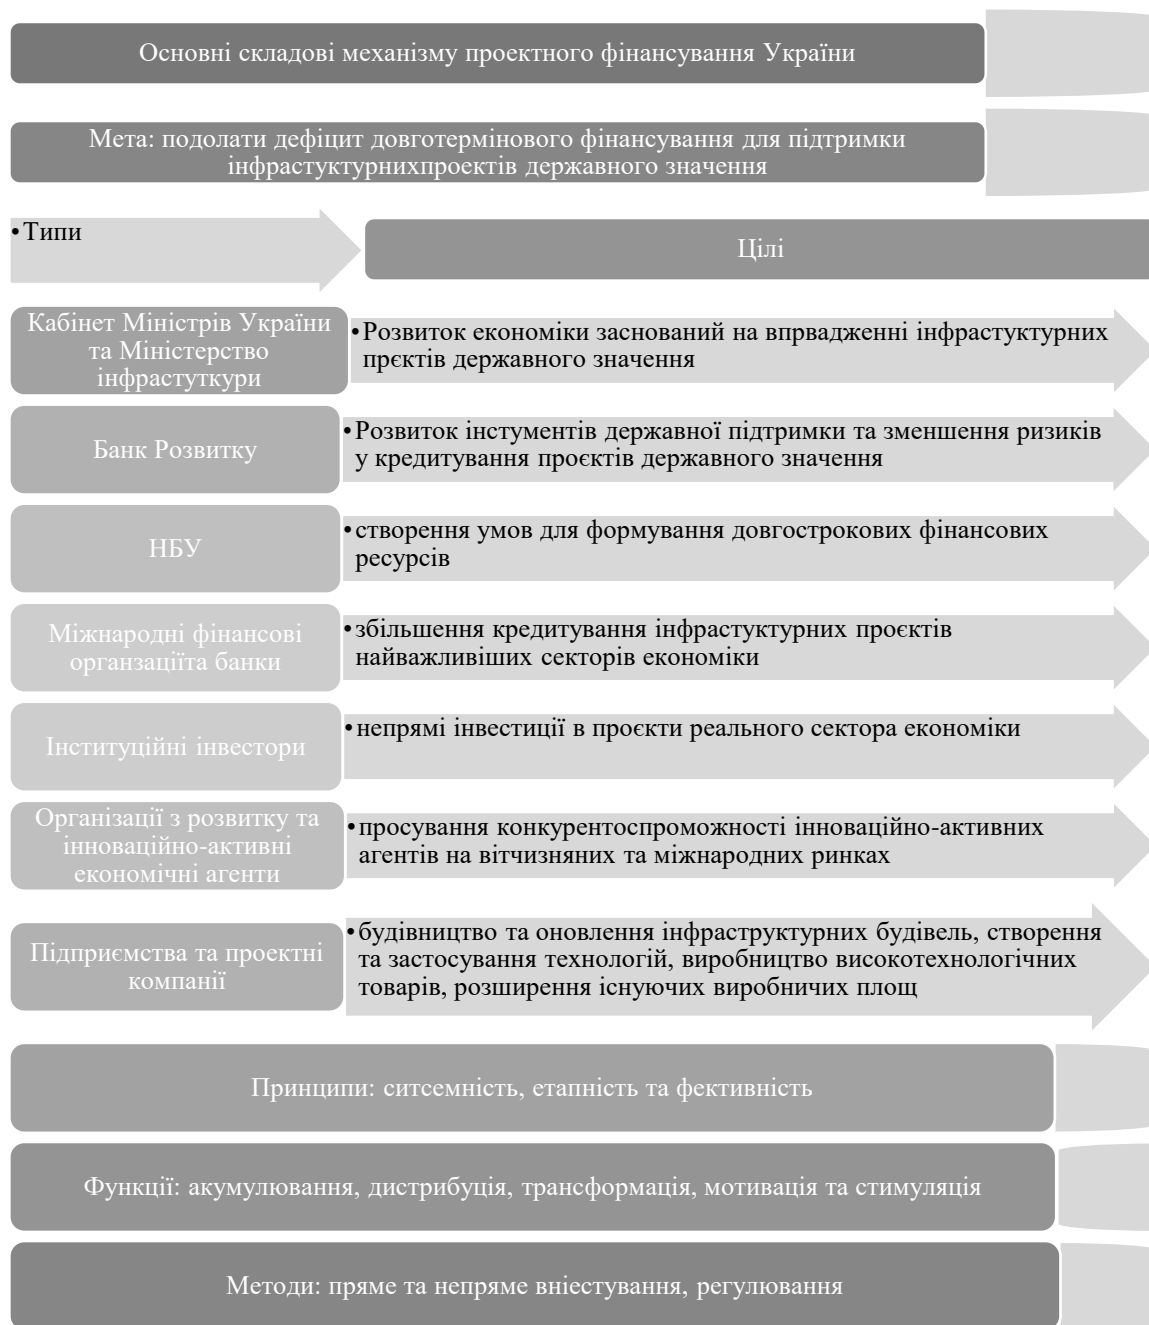 Основні складові механізму проектного фінансування України
Мета: подолати дефіцит довготермінового фінансування для підтримки
інфрастуктурнихпроектів державного значення
•Типи
Цілі
Кабінет Міністрів України
та Міністерство
інфрастуткури
•Розвиток економіки заснований на впрвадженні інфрастуктурних
прєктів державного значення
Банк Розвитку
•Розвиток інстументів державної підтримки та зменшення ризиків
у кредитування проєктів державного значення
НБУ
•створення умов для формування довгострокових фінансових
ресурсів
Міжнародні фінансові
органзаціїта банки
•збільшення кредитування інфрастуктурних проєктів
найважливіших секторів економіки
Інституційні інвестори
•непрямі інвестиції в проєкти реального сектора економіки
Організації з розвитку та
інноваційно-активні
економічні агенти
•просування конкурентоспроможності інноваційно-активних
агентів на вітчизняних та міжнародних ринках
Підприємства та проектні
компанії
•будівництво та оновлення інфраструктурних будівель, створення
та застосування технологій, виробництво високотехнологічних
товарів, розширення існуючих виробничих площ
Принципи: ситсемність, етапність та фективність
Функції: акумулювання, дистрибуція, трансформація, мотивація та стимуляція
Методи: пряме та непряме вніестування, регулювання